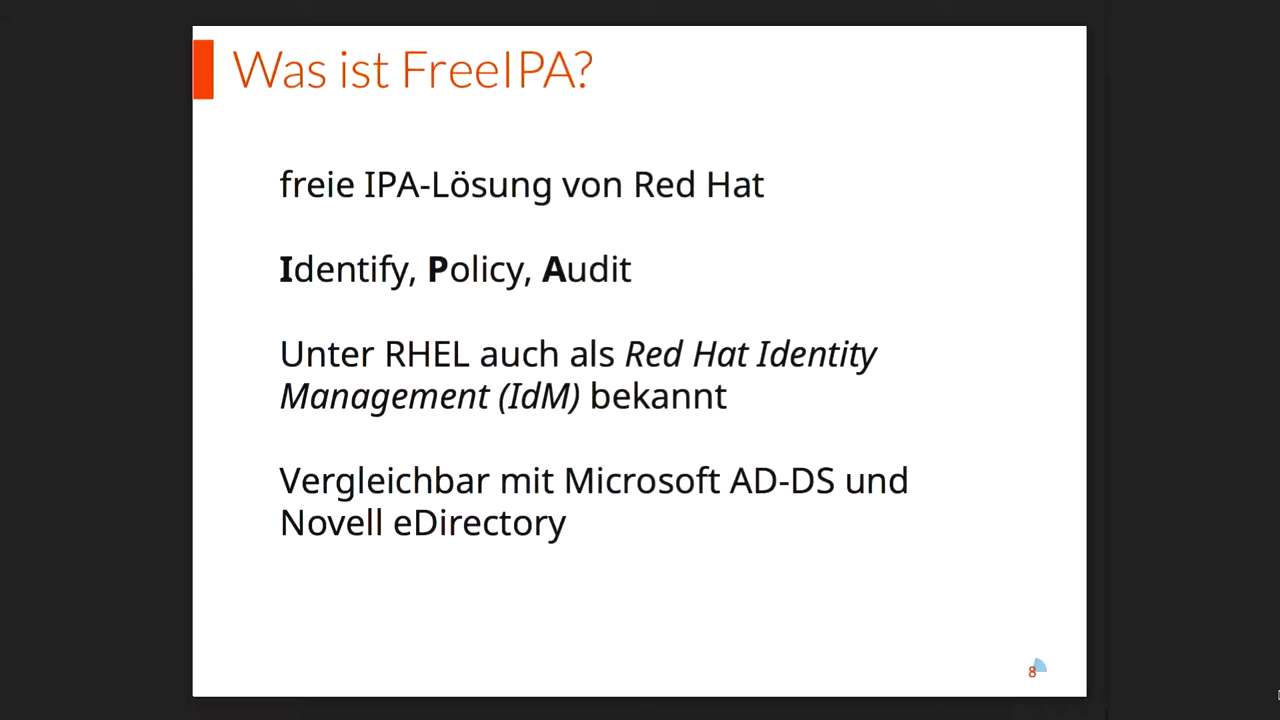 Was ist FreeIPA?
freie IPA-Lösung von Red Hat
Identify, Policy, Audit
Unter RHEL auch als Red Hat Identity
Management (IdM) bekannt
Vergleichbar mit Microsoft AD-DS und
Novell eDirectory
8